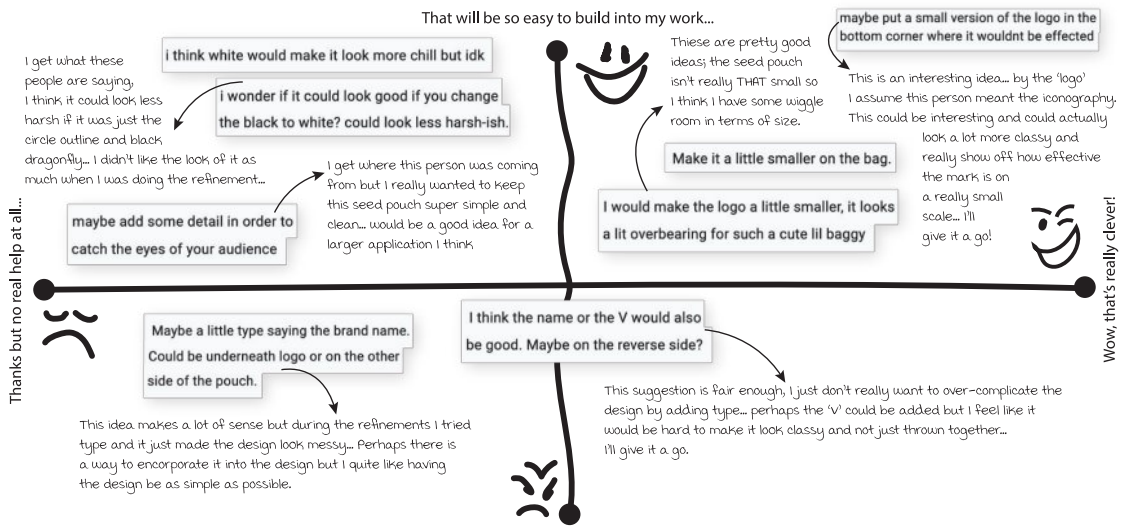 That will be so easy to build into my work...
I get what these
people are saying,
I think it could look less
harsh if it was just the
circle outline and black
dragonfly... I didn't like the look of it as
much when I was doing the refinement...
i think white would make it look more chill but idk
i wonder if it could look good if you change
the black to white? could look less harsh-ish.
I get where this person was coming
from but I really wanted to keep
this seed pouch super simple and
clean... would be a good idea for a
larger application I think
maybe add some detail in order to
catch the eyes of your audience
Thiese are pretty good
ideas; the seed pouch
isn't really THAT small so
I think I have some wiggle
room in terms of size.
maybe put a small version of the logo in the
bottom corner where it wouldnt be effected
This is an interesting idea... by the 'logo'
I assume this person meant the iconography.
This could be interesting and could actually
look a lot more classy and
really show off how effective
the mark is on
a really small
scale... I'll
give it a go!
Make it a little smaller on the bag.
I would make the logo a little smaller, it looks
a lit overbearing for such a cute lil baggy
Thanks but no real help at all...
Wow, that's really clever!
Maybe a little type saying the brand name.
Could be underneath logo or on the other
side of the pouch.
This idea makes a lot of sense but during the refinements I tried
type and it just made the design look messy... Perhaps there is
a way to encorporate it into the design but I quite like having
the design be as simple as possible.
I think the name or the V would also
be good. Maybe on the reverse side?
This suggestion is fair enough, I just don't really want to over-complicate the
design by adding type... perhaps the 'V' could be added but I feel like it
would be hard to make it look classy and not just thrown together...
I'll give it a go.